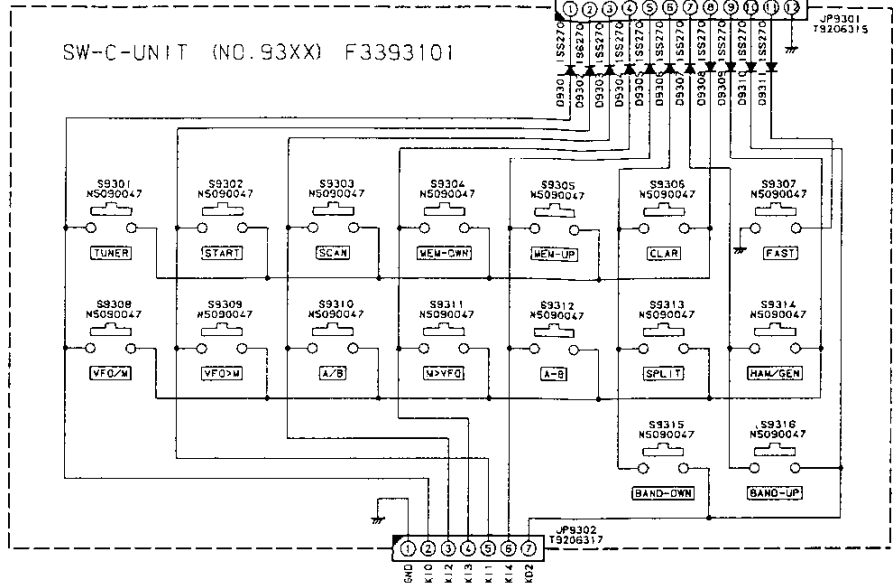 ① ② ③ ④ ⑤ ⑥ ⑦ ⑧ ⑨ ⑩ ⑪ ⑫
JP9301
T9206315
SW-C-UNIT (NO.93XX) F3393101
1SS270 1SS270 1SS270 1SS270 1SS270 1SS270 1SS270 1SS270 1SS270 1SS270 1SS270
D9301 D9302 D9303 D9304 D9305 D9306 D9307 D9308 D9309 D9310 D9311
S9301 S9302 S9303 S9304 S9305 S9306 S9307
N5090047 N5090047 N5090047 N5090047 N5090047 N5090047 N5090047
TUNER START SCAN MEM-DWN MEM-UP CLAR FAST
S9308 S9309 S9310 S9311 S9312 S9313 S9314
N5090047 N5090047 N5090047 N5090047 N5090047 N5090047 N5090047
VFO/M VFO>M A/B M>VFO A-B SPLIT HAM/GEN
S9315 S9316
N5090047 N5090047
BAND-DWN BAND-UP
JP9302
T9206317
① ② ③ ④ ⑤ ⑥ ⑦
GND KI0 KI2 KI3 KI1 KI4 KD2